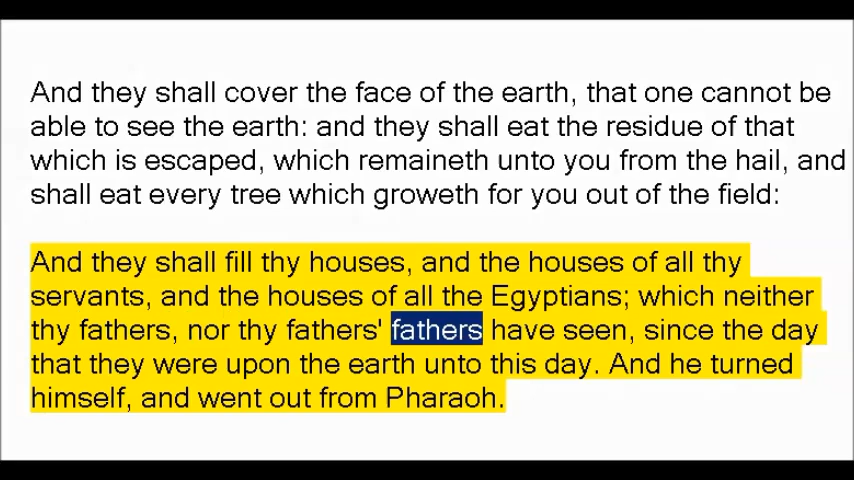 And they shall cover the face of the earth, that one cannot be
able to see the earth: and they shall eat the residue of that
which is escaped, which remaineth unto you from the hail, and
shall eat every tree which groweth for you out of the field:
And they shall fill thy houses, and the houses of all thy
servants, and the houses of all the Egyptians; which neither
thy fathers, nor thy fathers' fathers have seen, since the day
that they were upon the earth unto this day. And he turned
himself, and went out from Pharaoh.